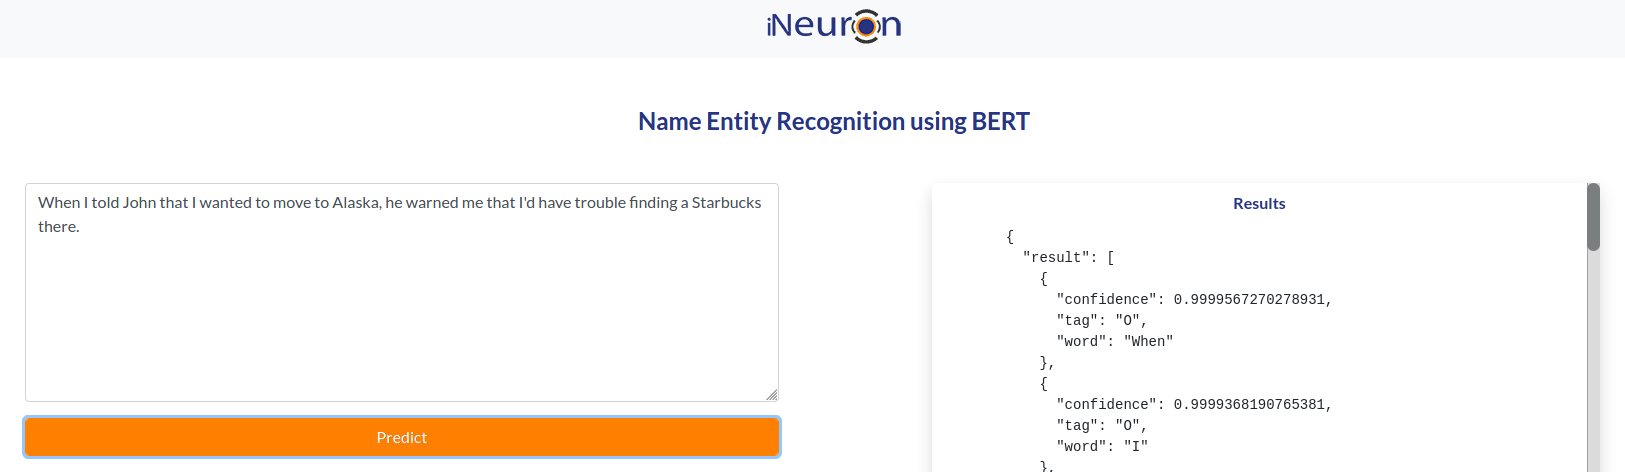 iNeuron
Name Entity Recognition using BERT
When I told John that I wanted to move to Alaska, he warned me that I'd have trouble finding a Starbucks
there.
Predict
Results
{
"result": [
{
"confidence": 0.9999567270278931,
"tag": "O",
"word": "When"
},
{
"confidence": 0.9999368190765381,
"tag": "O",
"word": "I"
},